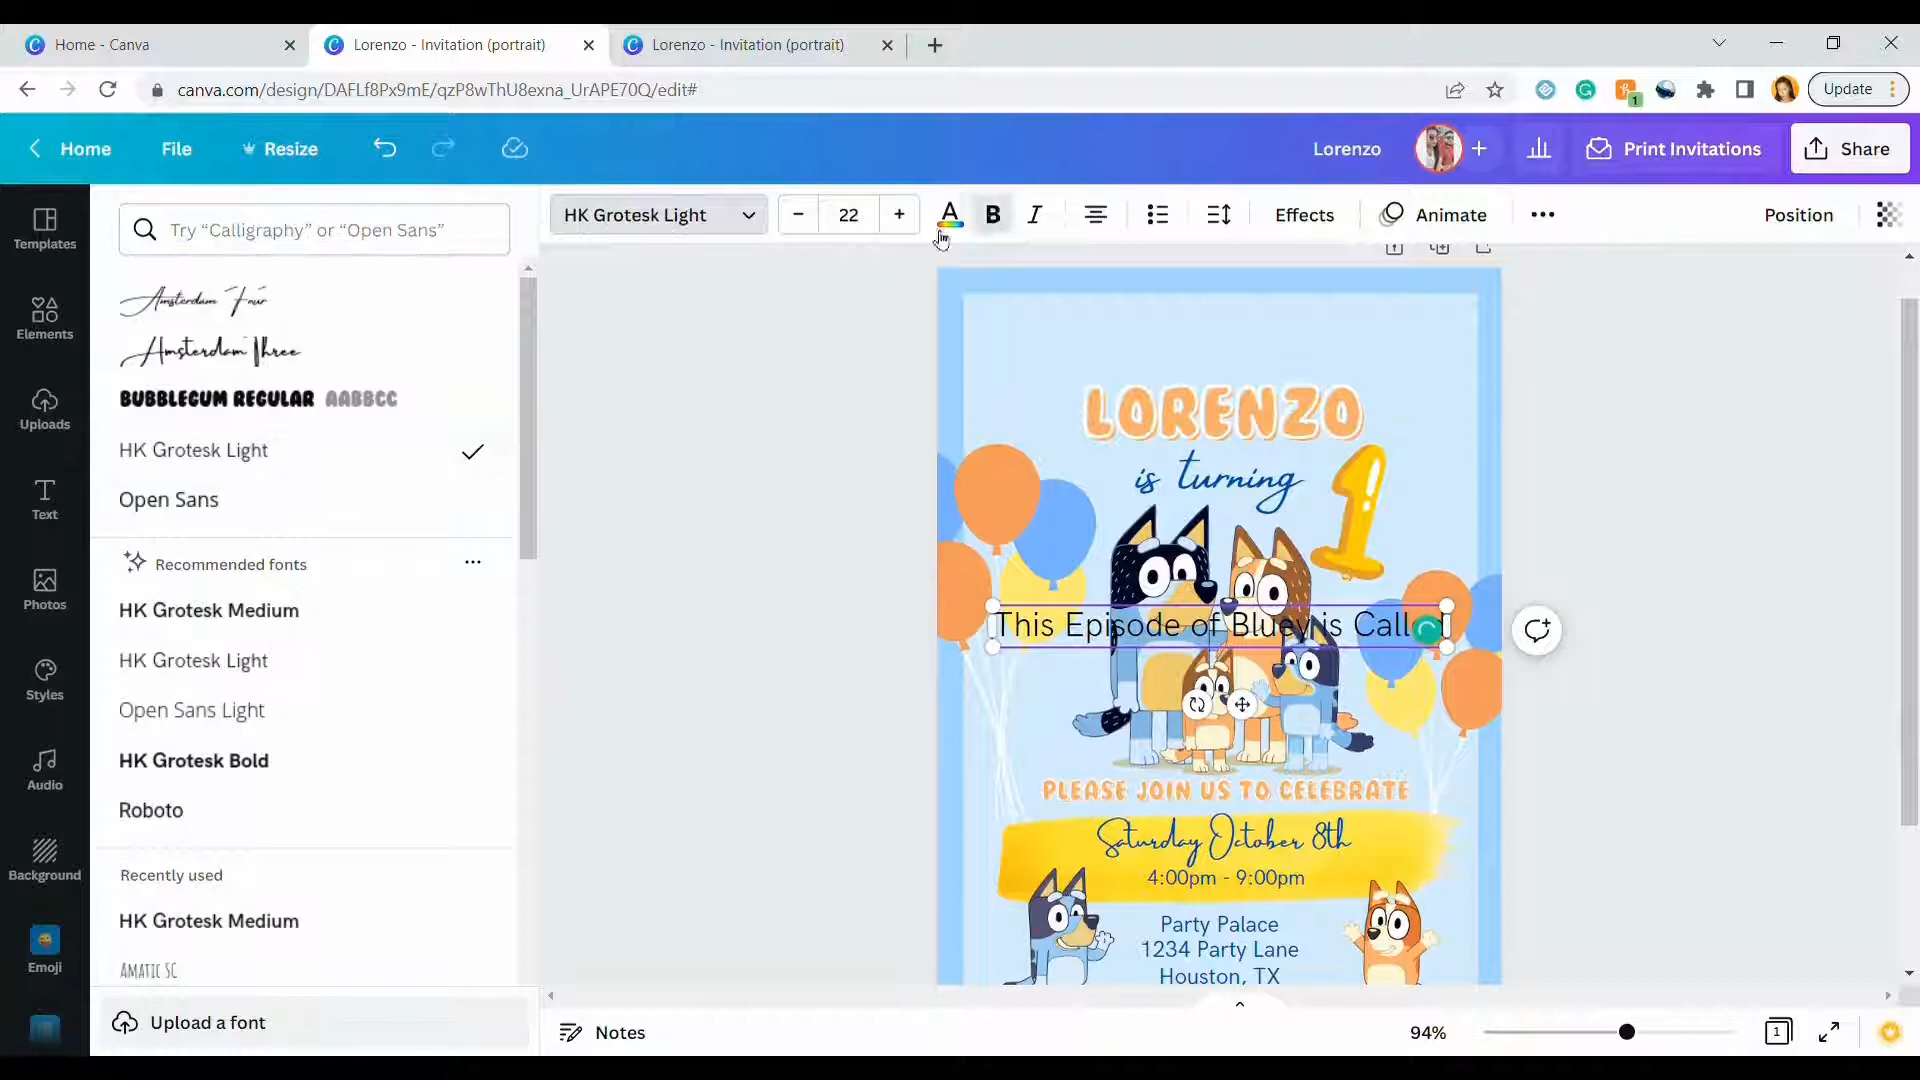 Home - Canva
Lorenzo - Invitation (portrait)
Lorenzo - Invitation (portrait)
canva.com/design/DAFLf8Px9mE/qzP8wThU8exna_UrAPE70Q/edit#
1
Update
Home
File
Resize
Lorenzo
Print Invitations
Share
Templates
Elements
Uploads
Text
Photos
Styles
Audio
Background
Emoji
Try “Calligraphy” or “Open Sans”
Amsterdam Four
Amsterdam Three
BUBBLEGUM REGULAR AABBCC
HK Grotesk Light
Open Sans
Recommended fonts
HK Grotesk Medium
HK Grotesk Light
Open Sans Light
HK Grotesk Bold
Roboto
Recently used
HK Grotesk Medium
AMATIC SC
Upload a font
HK Grotesk Light
22
A
B
I
Effects
Animate
Position
LORENZO
is turning
1
This Episode of Bluey is Called
PLEASE JOIN US TO CELEBRATE
Saturday October 8th
4:00pm - 9:00pm
Party Palace
1234 Party Lane
Houston, TX
Notes
94%
1